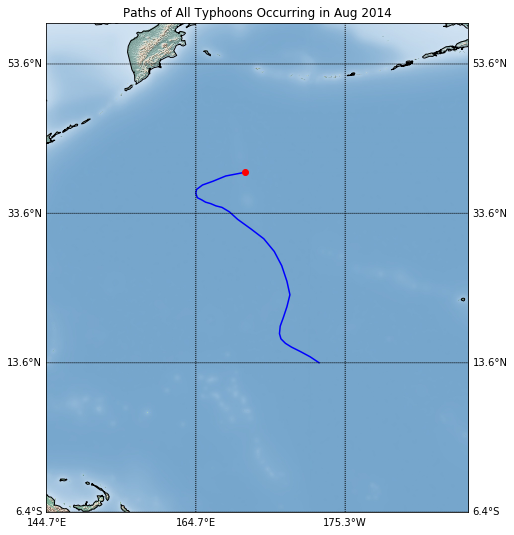 Paths of All Typhoons Occurring in Aug 2014
53.6°N 53.6°N
33.6°N 33.6°N
13.6°N 13.6°N
6.4°S 6.4°S
144.7°E 164.7°E 175.3°W